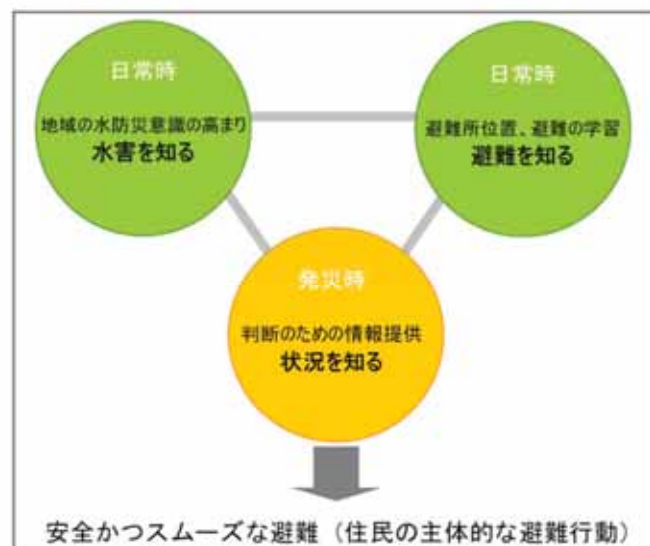 日常時
地域の水防災意識の高まり
水害を知る
日常時
避難所位置、避難の学習
避難を知る
発災時
判断のための情報提供
状況を知る
安全かつスムーズな避難（住民の主体的な避難行動）